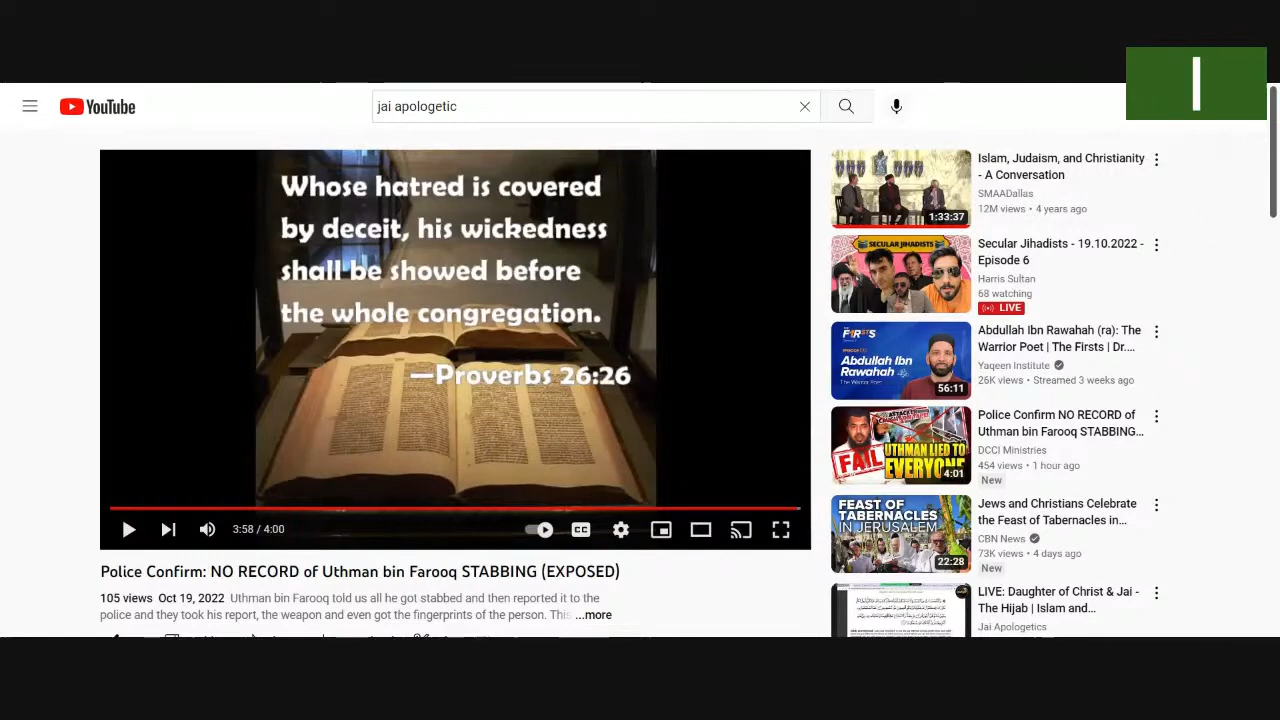 I
YouTube
jai apologetic
Whose hatred is covered
by deceit, his wickedness
shall be showed before
the whole congregation.
—Proverbs 26:26
3:58 / 4:00
CC
Police Confirm: NO RECORD of Uthman bin Farooq STABBING (EXPOSED)
105 views Oct 19, 2022 Uthman bin Farooq told us all he got stabbed and then reported it to the
police and they took his report, the weapon and even got the fingerprints of the person. This ...more
1:33:37
Islam, Judaism, and Christianity
- A Conversation
SMAADallas
12M views • 4 years ago
SECULAR JIHADISTS
Secular Jihadists - 19.10.2022 -
Episode 6
Harris Sultan
68 watching
LIVE
Abdullah Ibn
Rawahah (ra)
The Warrior Poet
56:11
Abdullah Ibn Rawahah (ra): The
Warrior Poet | The Firsts | Dr....
Yaqeen Institute
26K views • Streamed 3 weeks ago
FAIL
UTHMAN LIED TO
EVERYONE
4:01
Police Confirm NO RECORD of
Uthman bin Farooq STABBING...
DCCI Ministries
454 views • 1 hour ago
New
FEAST OF
TABERNACLES
IN JERUSALEM
22:28
Jews and Christians Celebrate
the Feast of Tabernacles in...
CBN News
73K views • 4 days ago
New
LIVE: Daughter of Christ & Jai -
The Hijab | Islam and...
Jai Apologetics